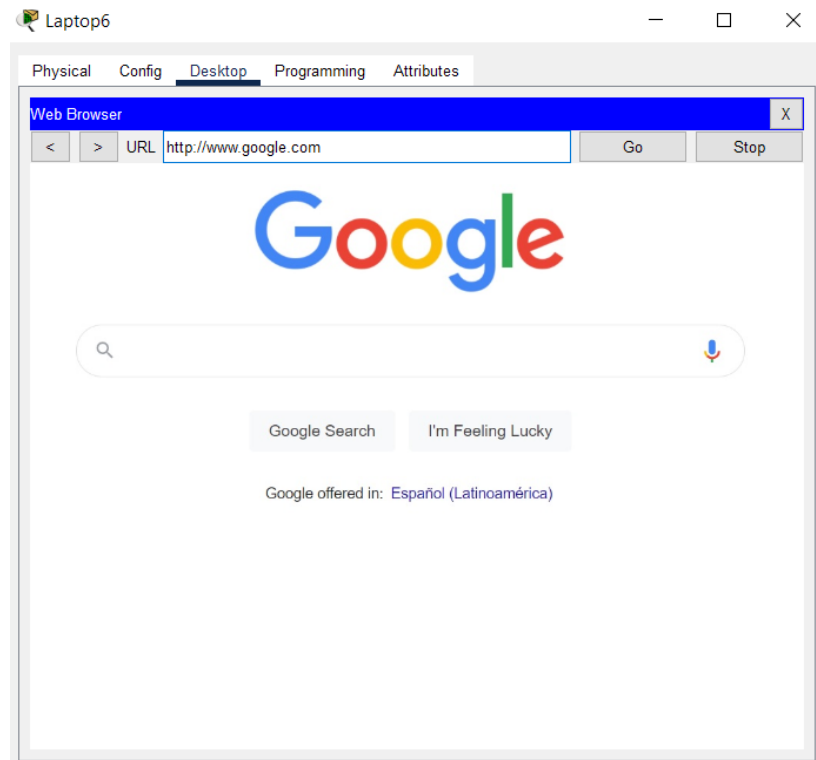 Laptop6
Physical Config Desktop Programming Attributes
Web Browser X
< > URL http://www.google.com Go Stop
Google
Google Search I'm Feeling Lucky
Google offered in: Español (Latinoamérica)